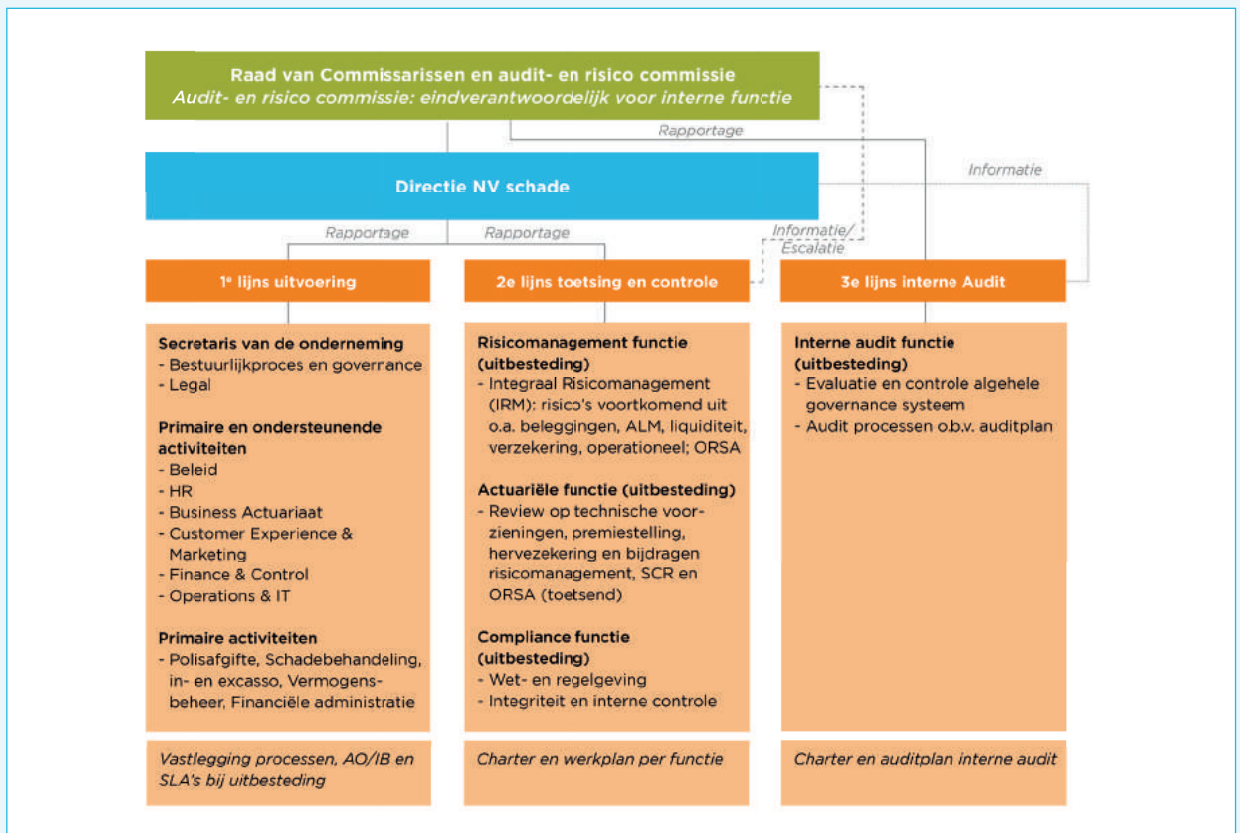 Raad van Commissarissen en audit- en risico commissie
Audit- en risico commissie: eindverantwoordelijk voor interne functie
Rapportage
Directie NV schade
Informatie
Rapportage
Rapportage
Informatie/
Escalatie
1e lijns uitvoering
2e lijns toetsing en controle
3e lijns interne Audit
Secretaris van de onderneming
- Bestuurlijkproces en governance
- Legal
Primaire en ondersteunende
activiteiten
- Beleid
- HR
- Business Actuariaat
- Customer Experience &
Marketing
- Finance & Control
- Operations & IT
Primaire activiteiten
- Polisafgifte, Schadebehandeling,
in- en excasso, Vermogens-
beheer, Financiële administratie
Vastlegging processen, AO/IB en
SLA's bij uitbesteding
Risicomanagement functie
(uitbesteding)
- Integraal Risicomanagement
(IRM): risico's voortkomend uit
o.a. beleggingen, ALM, liquiditeit,
verzekering, operationeel; ORSA
Actuariële functie (uitbesteding)
- Review op technische voor-
zieningen, premiestelling,
hervezekering en bijdragen
risicomanagement, SCR en
ORSA (toetsend)
Compliance functie
(uitbesteding)
- Wet- en regelgeving
- Integriteit en interne controle
Charter en werkplan per functie
Interne audit functie
(uitbesteding)
- Evaluatie en controle algehele
governance systeem
- Audit processen o.b.v. auditplan
Charter en auditplan interne audit